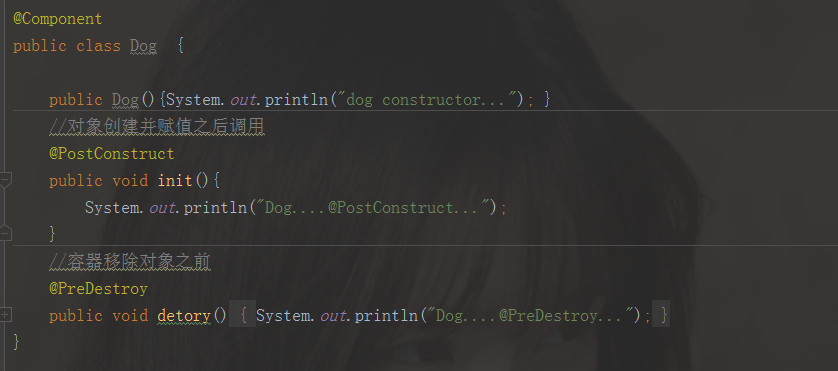 @Component
public class Dog  {
public Dog(){System.out.println("dog constructor..."); }
//对象创建并赋值之后调用
@PostConstruct
public void init(){
System.out.println("Dog....@PostConstruct...");
}
//容器移除对象之前
@PreDestroy
public void detory() { System.out.println("Dog....@PreDestroy..."); }
}